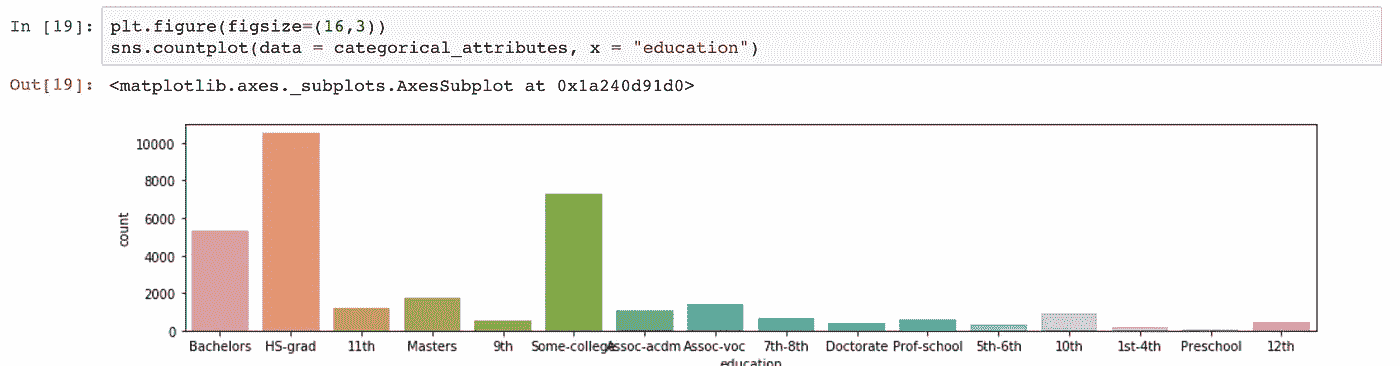 In [19]: plt.figure(figsize=(16,3))
sns.countplot(data = categorical_attributes, x = "education")
Out[19]: <matplotlib.axes._subplots.AxesSubplot at 0x1a240d91d0>
10000
8000
6000
4000
2000
0
count
Bachelors HS-grad 11th Masters 9th Some-college Assoc-acdm Assoc-voc 7th-8th Doctorate Prof-school 5th-6th 10th 1st-4th Preschool 12th
education